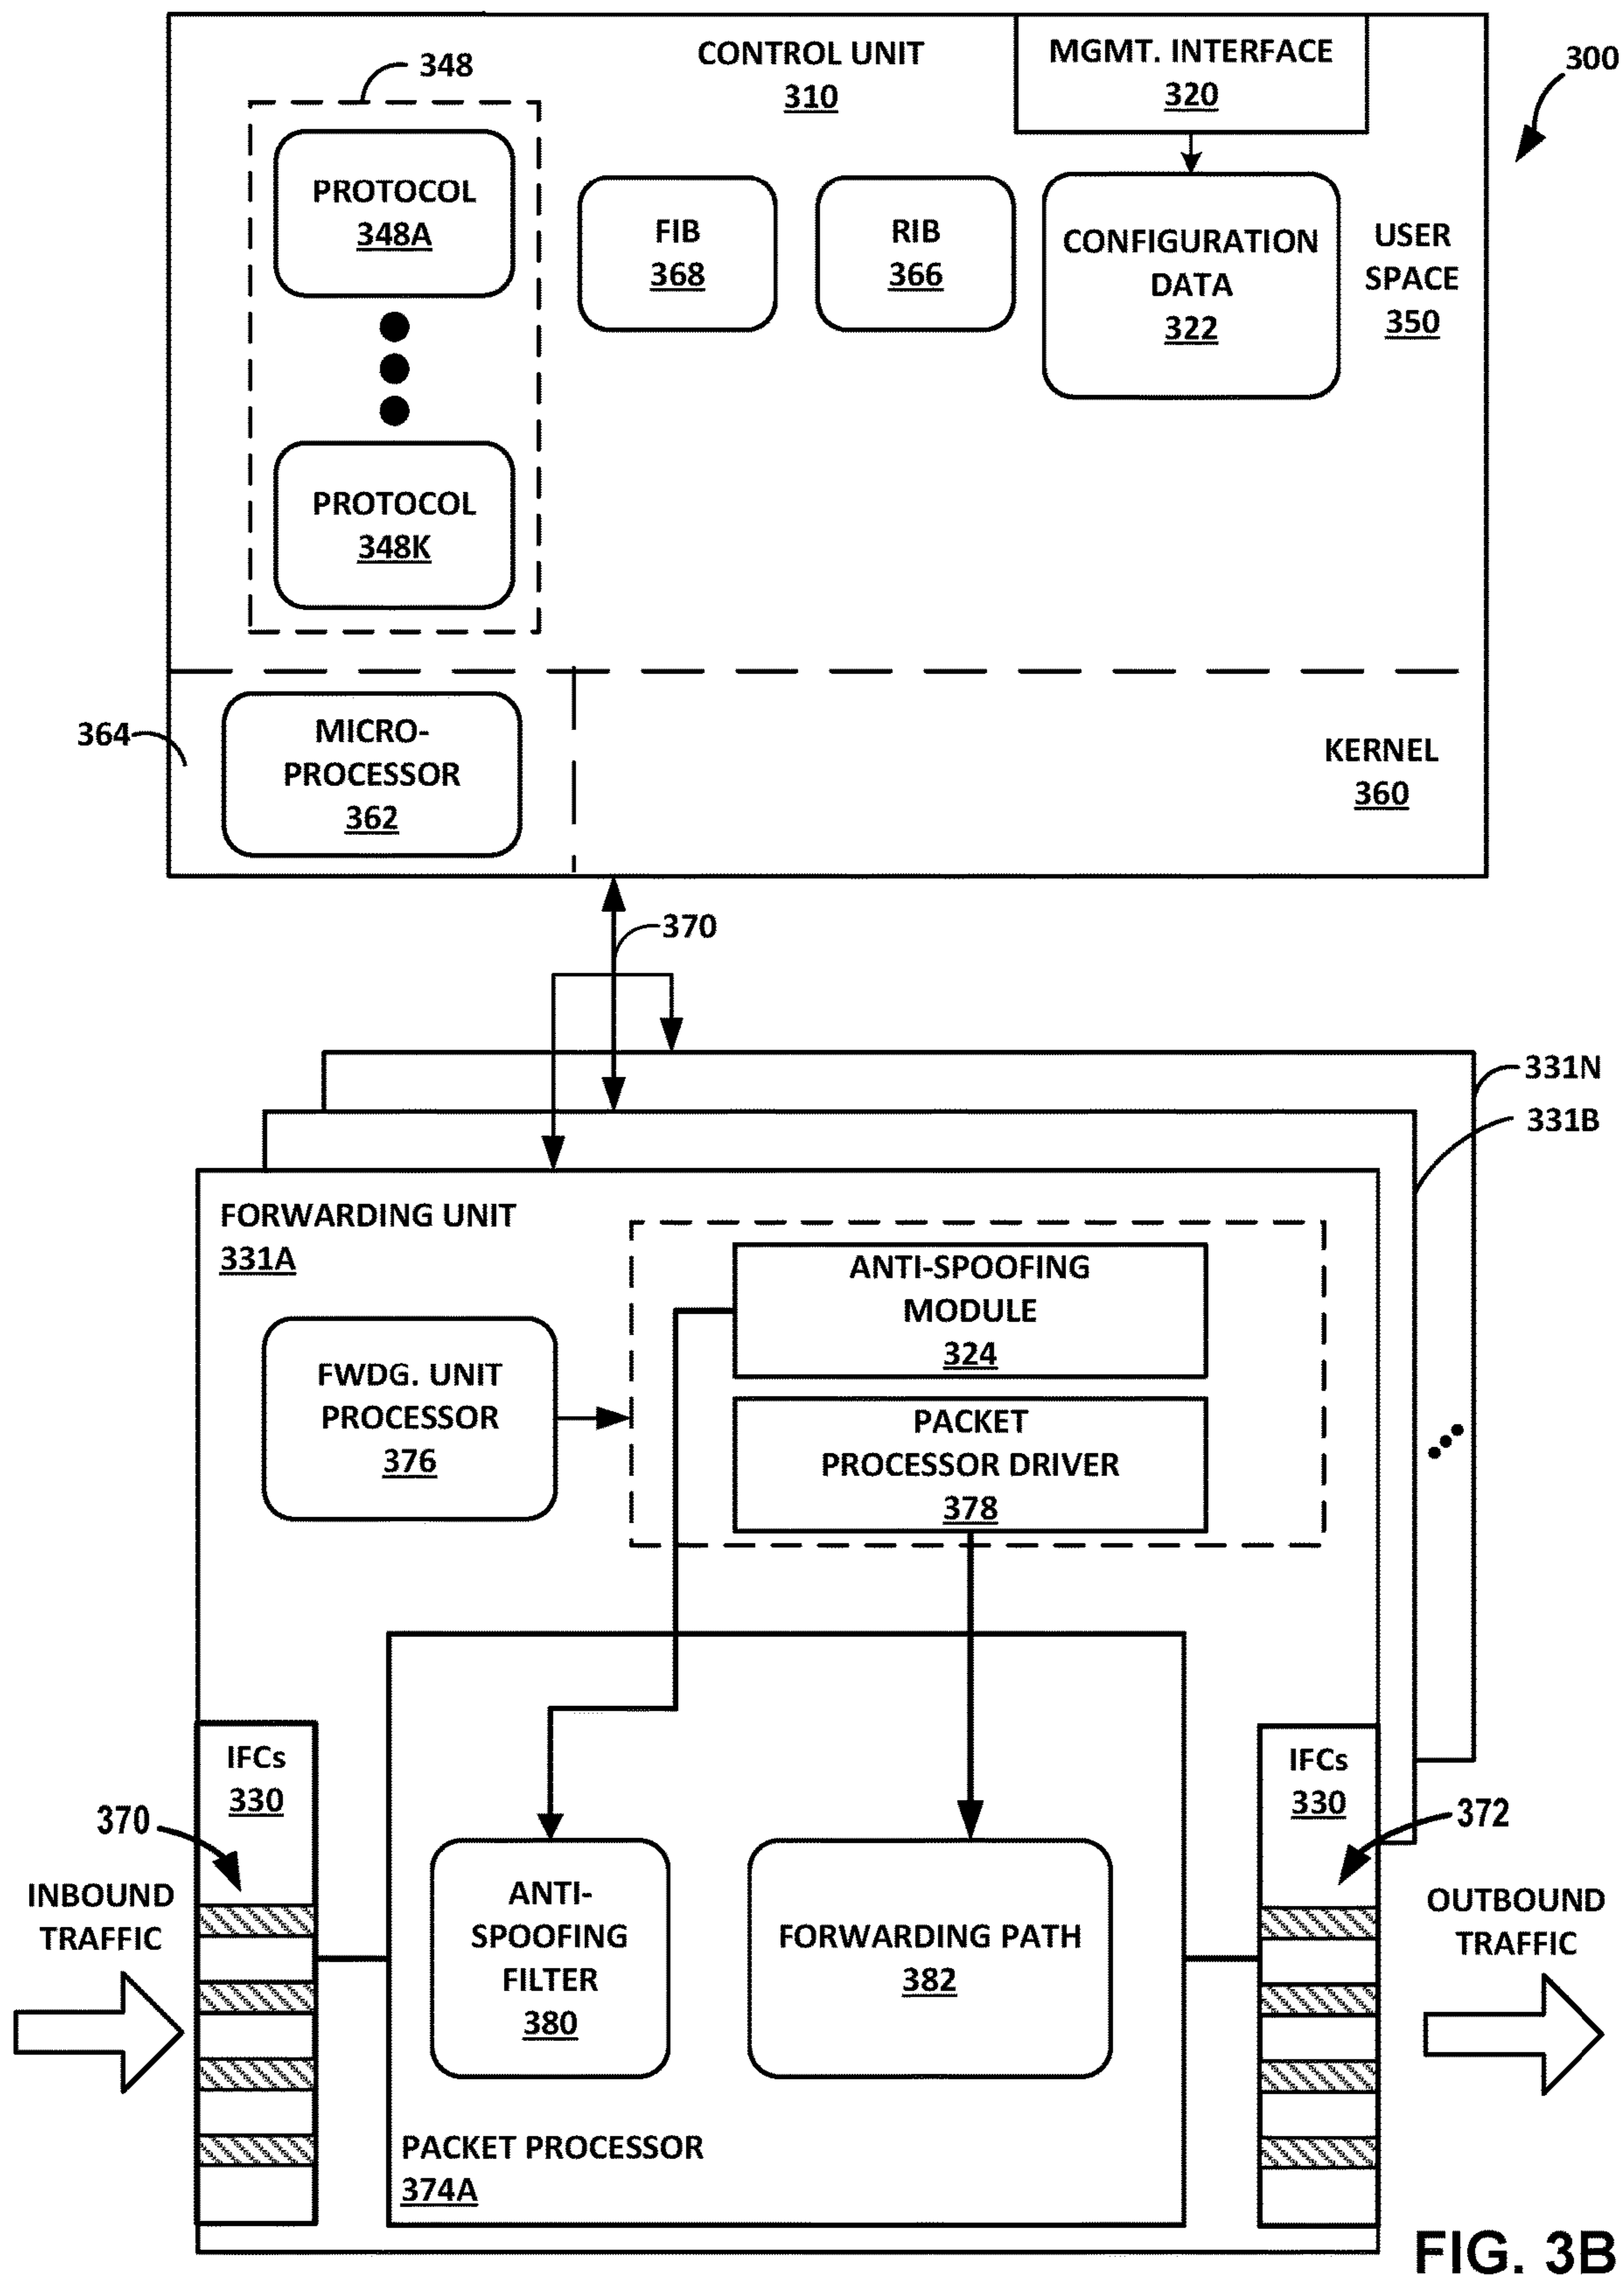 CONTROL UNIT
310
MGMT. INTERFACE
320
300
348
PROTOCOL
348A
FIB
368
RIB
366
CONFIGURATION
DATA
322
USER
SPACE
350
PROTOCOL
348K
364
MICRO-
PROCESSOR
362
KERNEL
360
370
331N
331B
FORWARDING UNIT
331A
ANTI-SPOOFING
MODULE
324
FWDG. UNIT
PROCESSOR
376
PACKET
PROCESSOR DRIVER
378
IFCs
330
IFCs
330
370
372
INBOUND
TRAFFIC
ANTI-
SPOOFING
FILTER
380
FORWARDING PATH
382
OUTBOUND
TRAFFIC
PACKET PROCESSOR
374A
FIG. 3B